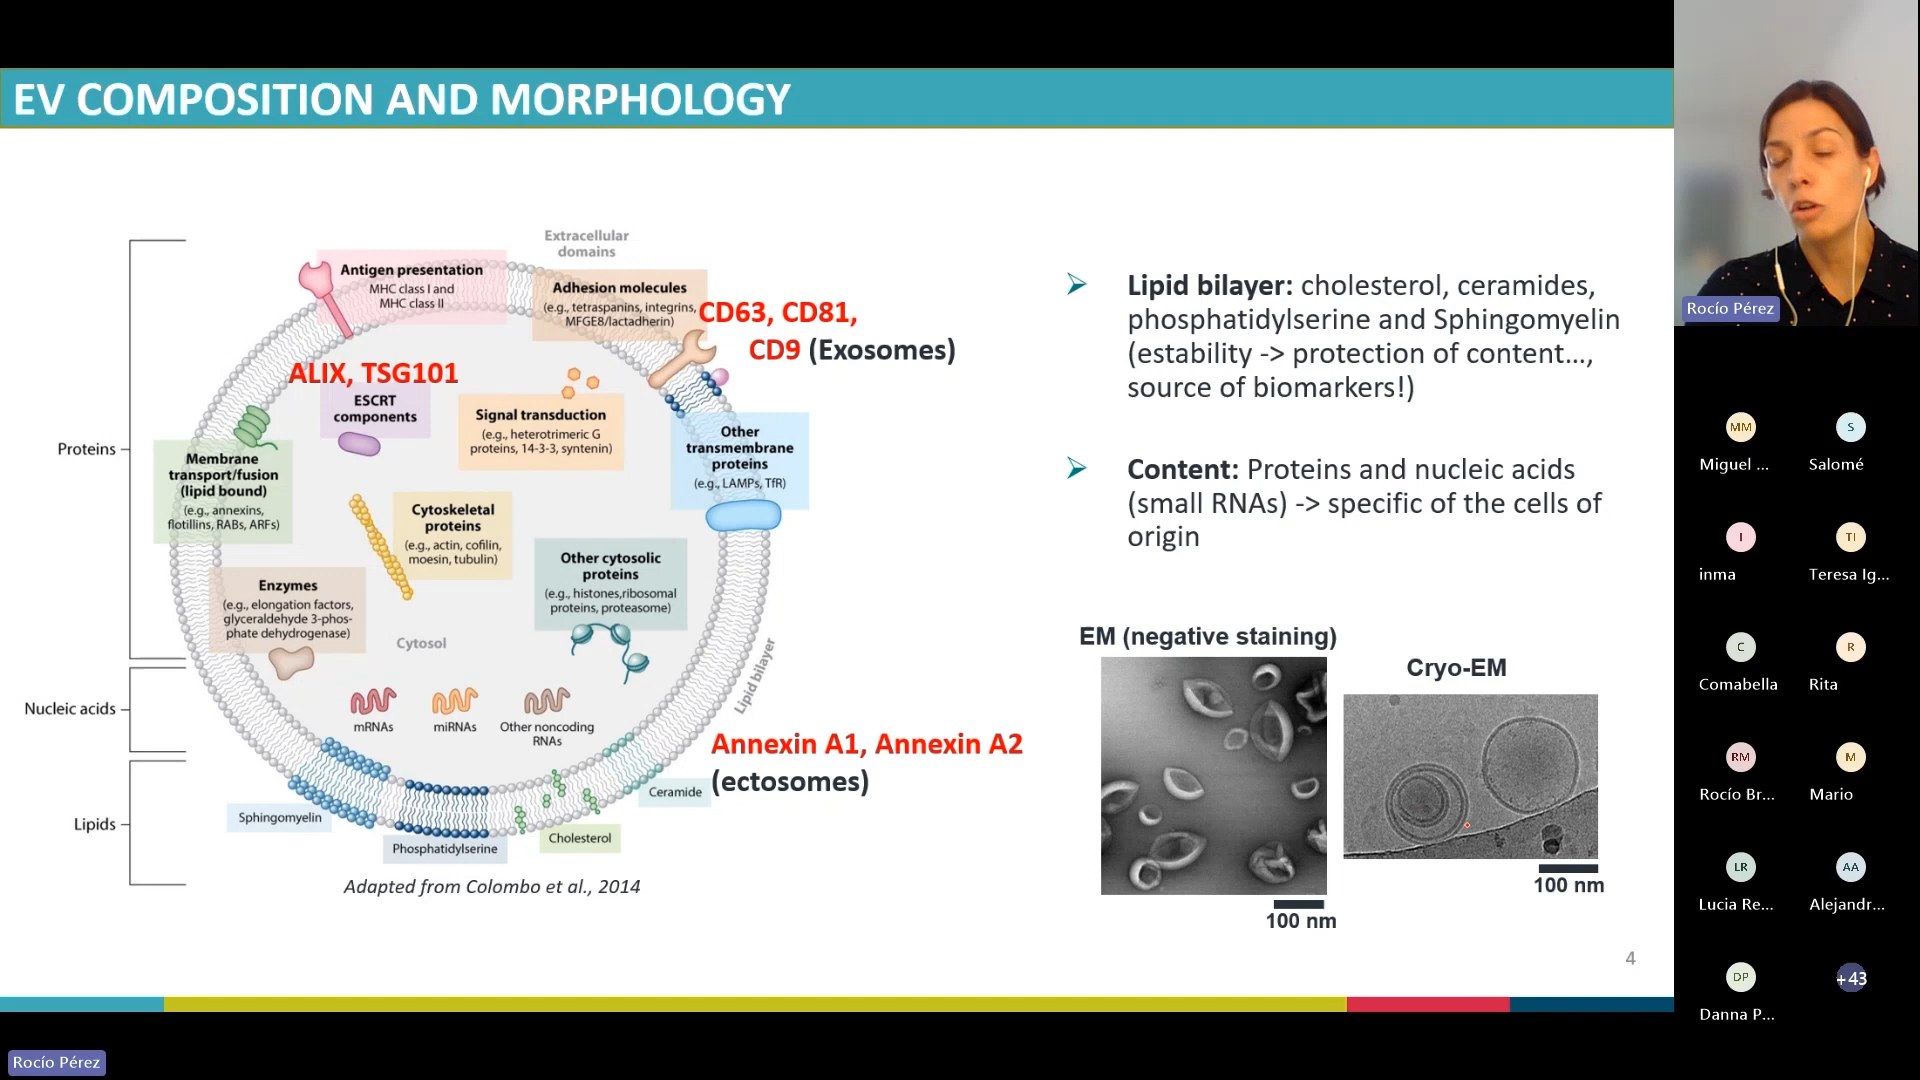 EV COMPOSITION AND MORPHOLOGY
Extracellular
domains
Antigen presentation
MHC class I and
MHC class II
Adhesion molecules
(e.g., tetraspanins, integrins,
MFGE8/lactadherin)
CD63, CD81,
CD9 (Exosomes)
ALIX, TSG101
ESCRT
components
Signal transduction
(e.g., heterotrimeric G
proteins, 14-3-3, syntenin)
Other
transmembrane
proteins
(e.g., LAMPs, TfR)
Proteins
Membrane
transport/fusion
(lipid bound)
(e.g., annexins,
flotillins, RABs, ARFs)
Cytoskeletal
proteins
(e.g., actin, cofilin,
moesin, tubulin)
Other cytosolic
proteins
(e.g., histones,ribosomal
proteins, proteasome)
Enzymes
(e.g., elongation factors,
glyceraldehyde 3-phos-
phate dehydrogenase)
Cytosol
Lipid bilayer
Nucleic acids
mRNAs
miRNAs
Other noncoding
RNAs
Annexin A1, Annexin A2
(ectosomes)
Lipids
Sphingomyelin
Phosphatidylserine
Cholesterol
Ceramide
Adapted from Colombo et al., 2014
Lipid bilayer: cholesterol, ceramides,
phosphatidylserine and Sphingomyelin
(estability -> protection of content…,
source of biomarkers!)
Content: Proteins and nucleic acids
(small RNAs) -> specific of the cells of
origin
EM (negative staining)
Cryo-EM
100 nm
100 nm
4
Rocío Pérez
MM
Miguel ...
S
Salomé
I
inma
TI
Teresa Ig...
C
Comabella
R
Rita
RM
Rocío Br...
M
Mario
LR
Lucia Re...
AA
Alejandr...
DP
Danna P...
+43
Rocío Pérez